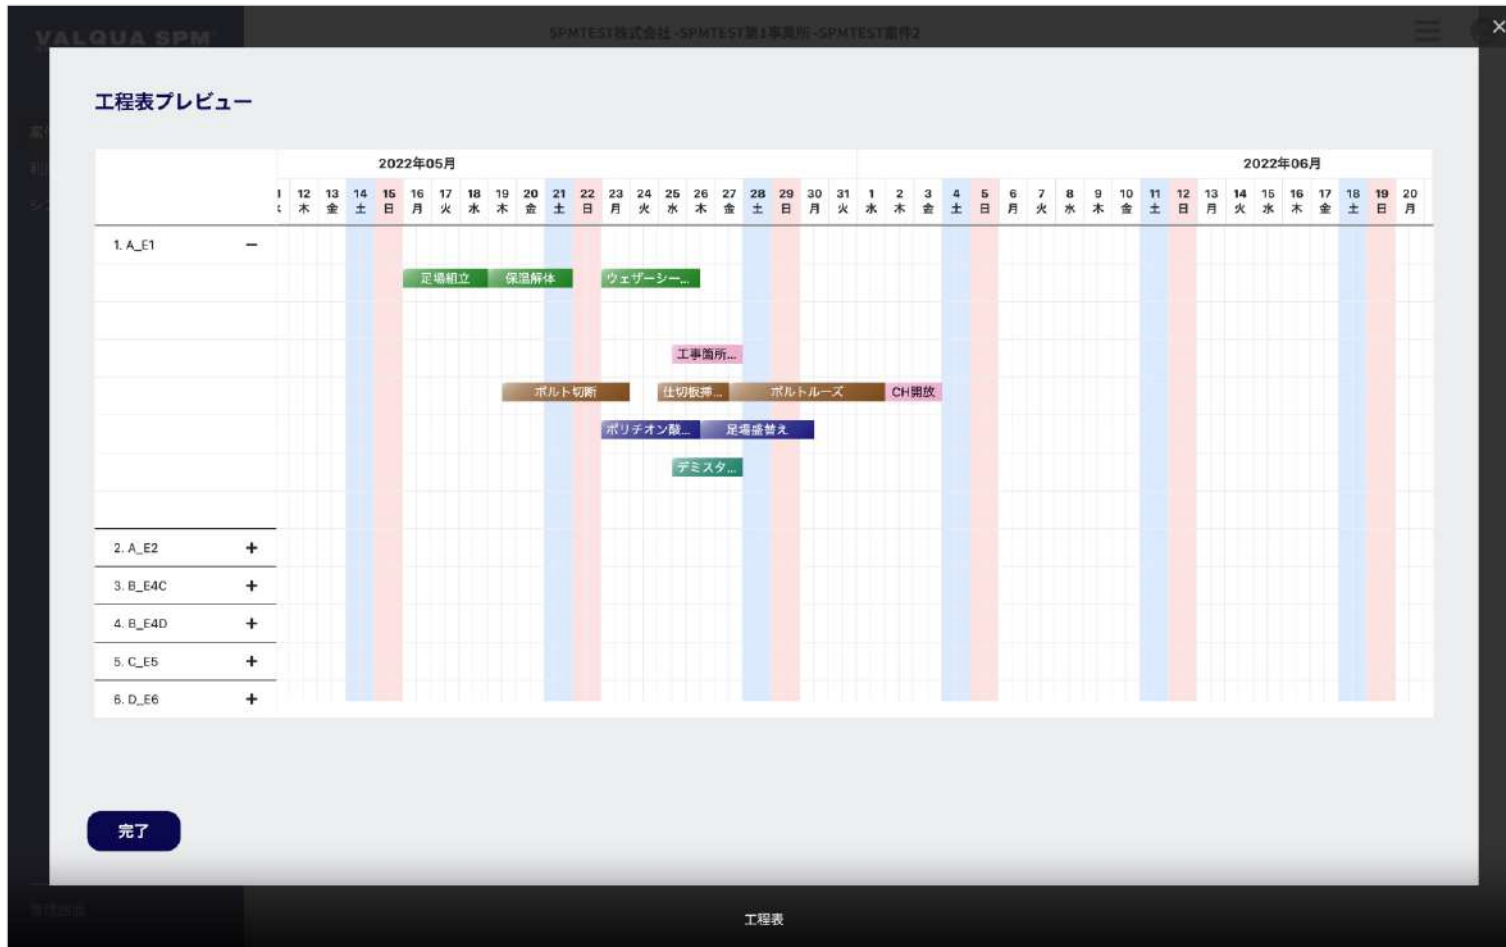 VALQUA SPM
SPMTEST株式会社-SPMTEST第1事業所-SPMTEST案件2
×
工程表プレビュー
2022年05月 2022年06月
12 13 14 15 16 17 18 19 20 21 22 23 24 25 26 27 28 29 30 31 1 2 3 4 5 6 7 8 9 10 11 12 13 14 15 16 17 18 19 20
木 金 土 日 月 火 水 木 金 土 日 月 火 水 木 金 土 日 月 火 水 木 金 土 日 月 火 水 木 金 土 日 月 火 水 木 金 土 日 月
1. A_E1 −
足場組立 保温解体 ウェザーシー...
工事箇所...
ボルト切断 仕切板挿... ボルトルーズ CH開放
ポリチオン酸... 足場盛替え
デミスタ...
2. A_E2 +
3. B_E4C +
4. B_E4D +
5. C_E5 +
6. D_E6 +
完了
工程表